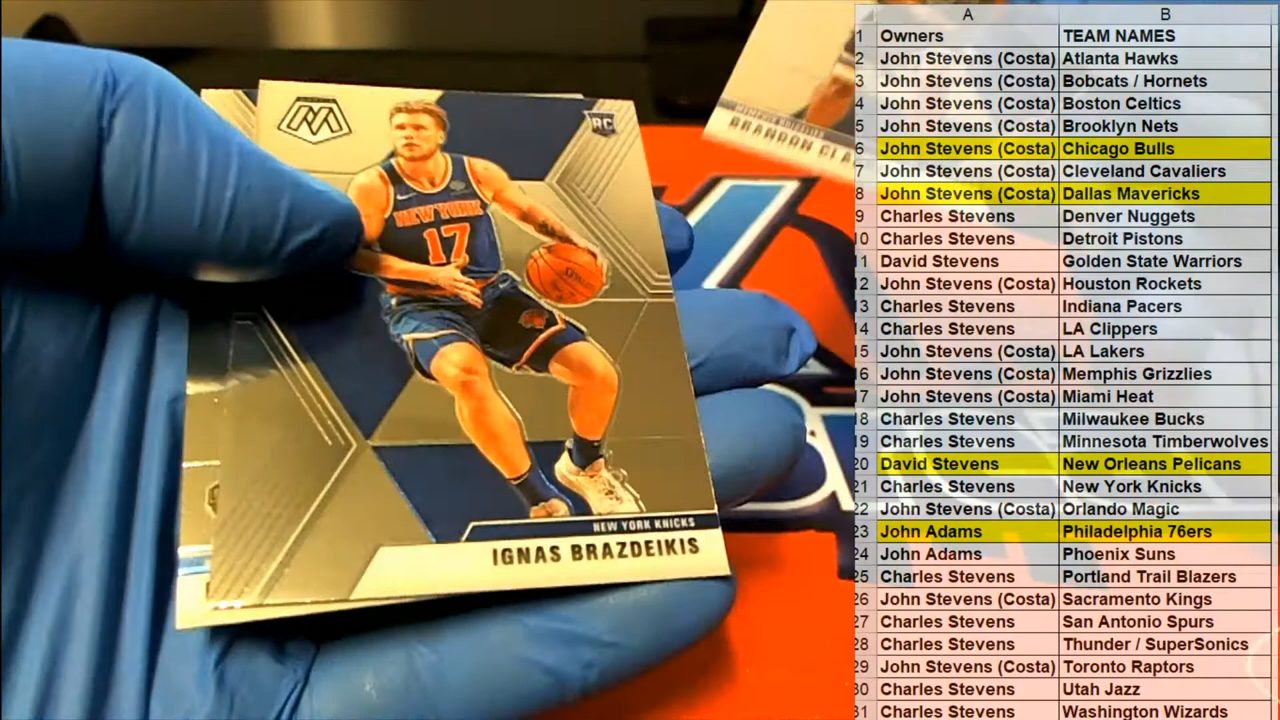 RC
NEW YORK
17
NEW YORK KNICKS
IGNAS BRAZDEIKIS
MEMPHIS GRIZZLIES
BRANDON CLA
A B
1 Owners TEAM NAMES
2 John Stevens (Costa) Atlanta Hawks
3 John Stevens (Costa) Bobcats / Hornets
4 John Stevens (Costa) Boston Celtics
5 John Stevens (Costa) Brooklyn Nets
6 John Stevens (Costa) Chicago Bulls
7 John Stevens (Costa) Cleveland Cavaliers
8 John Stevens (Costa) Dallas Mavericks
9 Charles Stevens Denver Nuggets
10 Charles Stevens Detroit Pistons
11 David Stevens Golden State Warriors
12 John Stevens (Costa) Houston Rockets
13 Charles Stevens Indiana Pacers
14 Charles Stevens LA Clippers
15 John Stevens (Costa) LA Lakers
16 John Stevens (Costa) Memphis Grizzlies
17 John Stevens (Costa) Miami Heat
18 Charles Stevens Milwaukee Bucks
19 Charles Stevens Minnesota Timberwolves
20 David Stevens New Orleans Pelicans
21 Charles Stevens New York Knicks
22 John Stevens (Costa) Orlando Magic
23 John Adams Philadelphia 76ers
24 John Adams Phoenix Suns
25 Charles Stevens Portland Trail Blazers
26 John Stevens (Costa) Sacramento Kings
27 Charles Stevens San Antonio Spurs
28 Charles Stevens Thunder / SuperSonics
29 John Stevens (Costa) Toronto Raptors
30 Charles Stevens Utah Jazz
31 Charles Stevens Washington Wizards